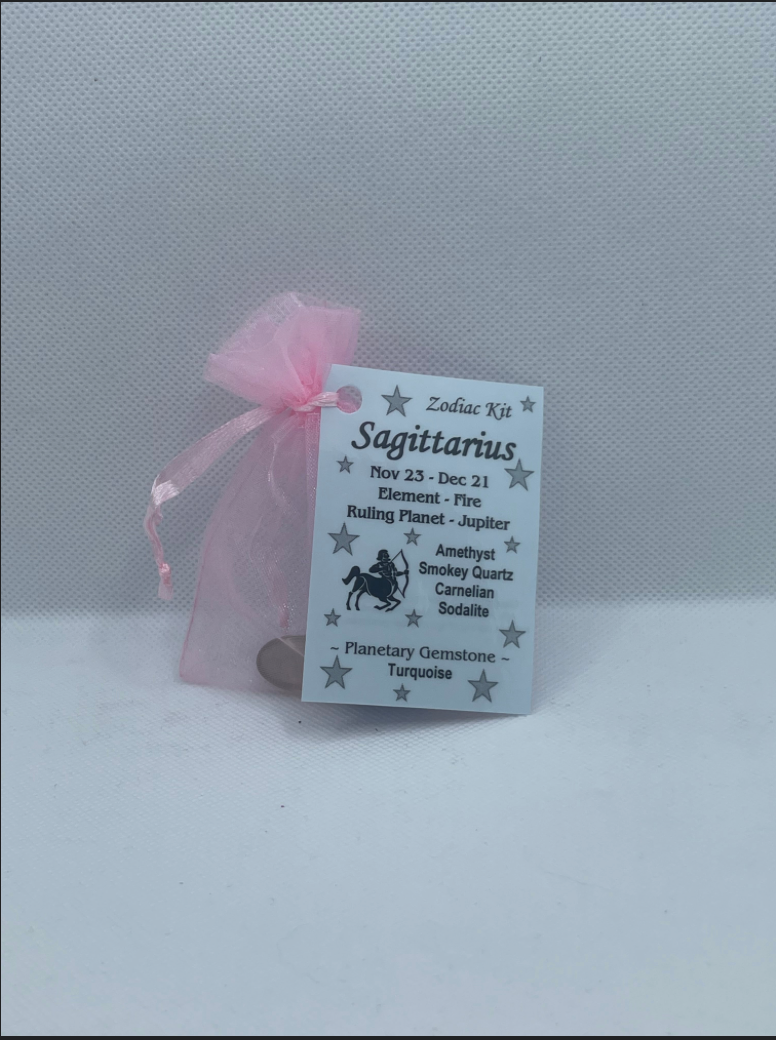 Zodiac Kit
Sagittarius
Nov 23 - Dec 21
Element - Fire
Ruling Planet - Jupiter
Amethyst
Smokey Quartz
Carnelian
Sodalite
~ Planetary Gemstone ~
Turquoise